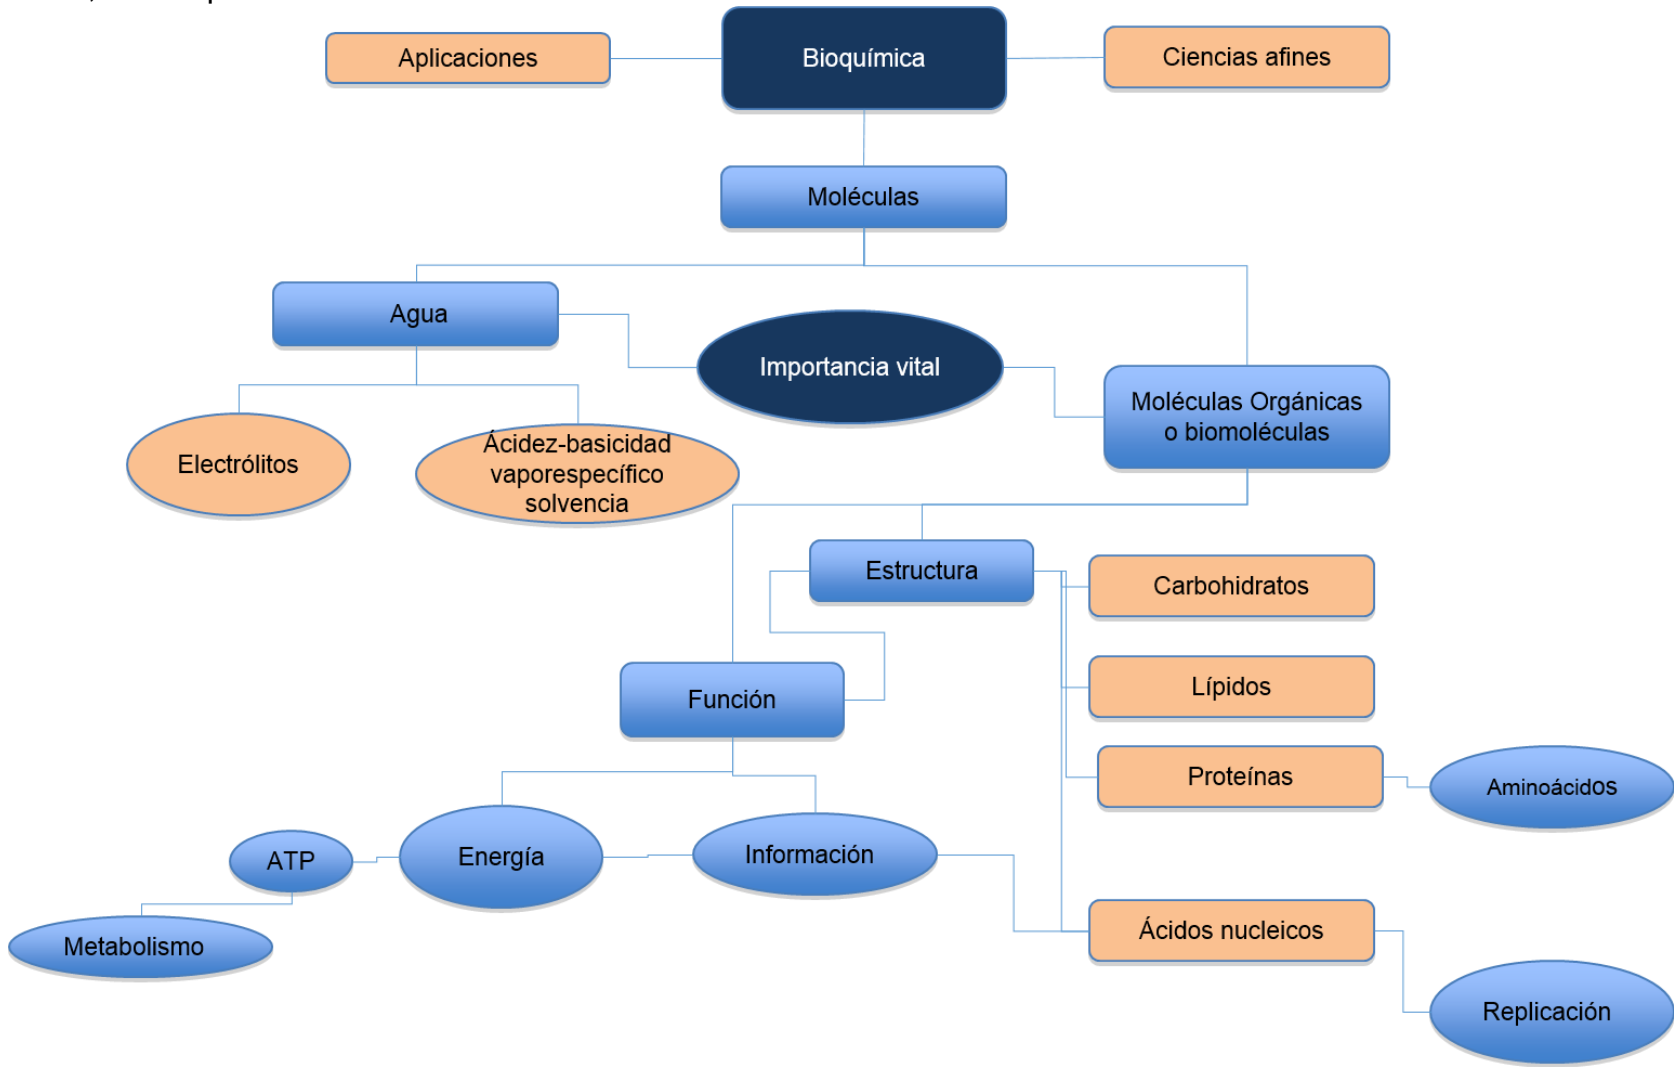 Aplicaciones
Bioquímica
Ciencias afines
Moléculas
Agua
Importancia vital
Moléculas Orgánicas
o biomoléculas
Electrólitos
Ácidez-basicidad
vaporespecífico
solvencia
Estructura
Carbohidratos
Lípidos
Función
Proteínas
Aminoácidos
ATP
Energía
Información
Metabolismo
Ácidos nucleicos
Replicación